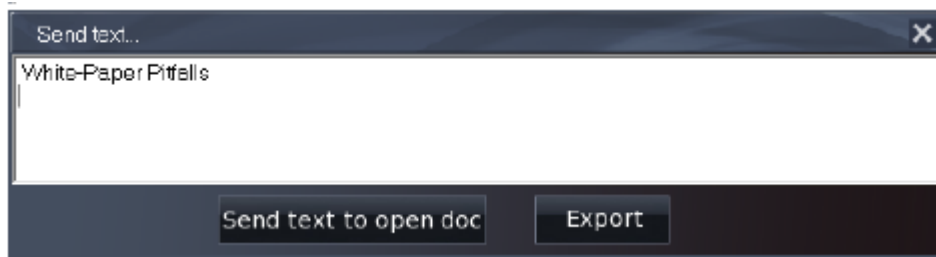 Send text...
White-Paper Pitfalls
Send text to open doc
Export